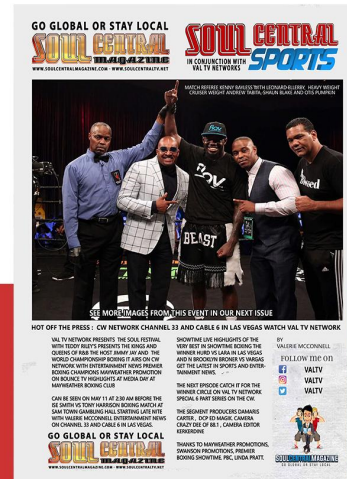 GO GLOBAL OR STAY LOCAL
SOUL CENTRAL
MAGAZINE
WWW.SOULCENTRALMAGAZINE.COM - WWW.SOULCENTRALTV.NET
SOUL CENTRAL
IN CONJUNCTION WITH
VAL TV NETWORKS
SPORTS
MATCH REFEREE KENNY BAYLESS WITH LEONARD ELLERBY, HEAVY WEIGHT
CRUISER WEIGHT ANDREW TABITA, SHAUN BLAKE AND OTIS PUMPKIN
ROY
BEAST
SEE MORE IMAGES FROM THIS EVENT IN OUR NEXT ISSUE
HOT OFF THE PRESS : CW NETWORK CHANNEL 33 AND CABLE 6 IN LAS VEGAS WATCH VAL TV NETWORK
VAL TV NETWORK PRESENTS THE SOUL FESTIVAL
WITH TEDDY RILEY'S PRESENTS THE KINGS AND
QUEENS OF R&B THE HOST JIMMY JAY AND THE
WORLD CHAMPIONSHIP BOXING IT AIRS ON CW
NETWORK WITH ENTERTAINMENT NEWS PREMIER
BOXING CHAMPIONS MAYWEATHER PROMOTION
ON BOUNCE TV HIGHLIGHTS AT MEDIA DAY AT
MAYWEATHER BOXING CLUB
CAN BE SEEN ON MAY 11 AT 2:30 AM BEFORE THE
ISE SMITH VS TONY HARRISON BOXING MATCH AT
SAM TOWN GAMBLING HALL STARTING LATE NITE
WITH VALERIE MCCONNELL ENTERTAINMENT NEWS
ON CHANNEL 33 AND CABLE 6 IN LAS VEGAS.
GO GLOBAL OR STAY LOCAL
SOUL CENTRAL
MAGAZINE
WWW.SOULCENTRALMAGAZINE.COM - WWW.SOULCENTRALTV.NET
SHOWTIME LIVE HIGHLIGHTS OF THE
VERY BEST IN SHOWTIME BOXING THE
WINNER HURD VS LARA IN LAS VEGAS
AND N BROOKLYN BRONER VS VARGAS
GET THE LATEST IN SPORTS AND ENTER-
TAINMENT NEWS.
THE NEXT EPISODE CATCH IT FOR THE
WINNER CIRCLE ON VAL TV NETWORK
SPECIAL 6 PART SERIES ON THE CW.
THE SEGMENT PRODUCERS DAMARIS
CARTER , DCP ED MAGIK, CAMERA
CRAZY DEE OF 88.1 , CAMERA EDITOR
KERKERDINE
THANKS TO MAYWEATHER PROMOTIONS,
SWANSON PROMOTIONS, PREMIER
BOXING SHOWTIME, PBC, LINDA PRATT.
BY
VALERIE MCCONNELL
FOLLOW me on
VALTV
VALTV
VALTV
SOULCENTRALMAGAZINE
GO GLOBAL OR STAY LOCAL